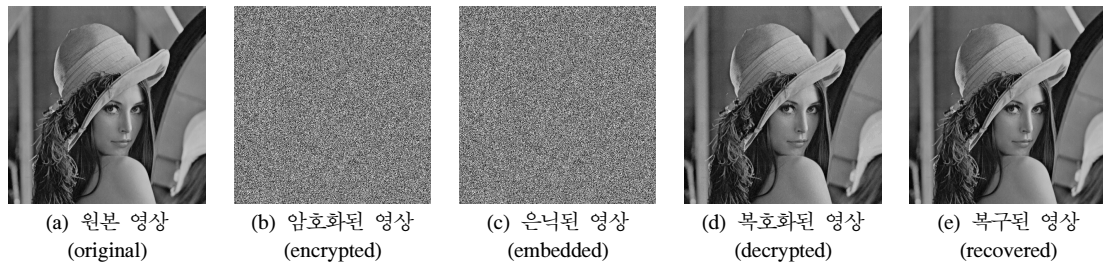 (a) 원본 영상
(original)
(b) 암호화된 영상
(encrypted)
(c) 은닉된 영상
(embedded)
(d) 복호화된 영상
(decrypted)
(e) 복구된 영상
(recovered)